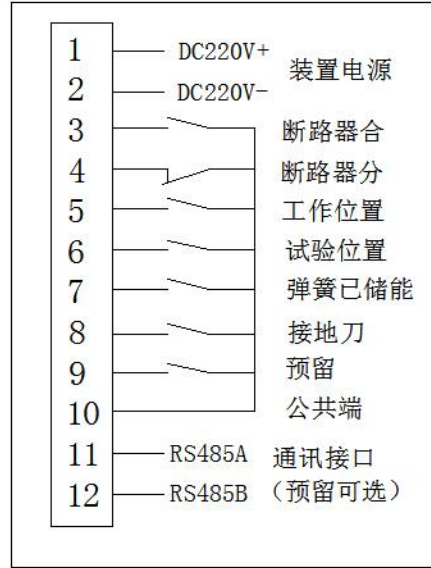 1 DC220V+ 装置电源
2 DC220V-
3 断路器合
4 断路器分
5 工作位置
6 试验位置
7 弹簧已储能
8 接地刀
9 预留
10 公共端
11 RS485A 通讯接口
12 RS485B （预留可选）